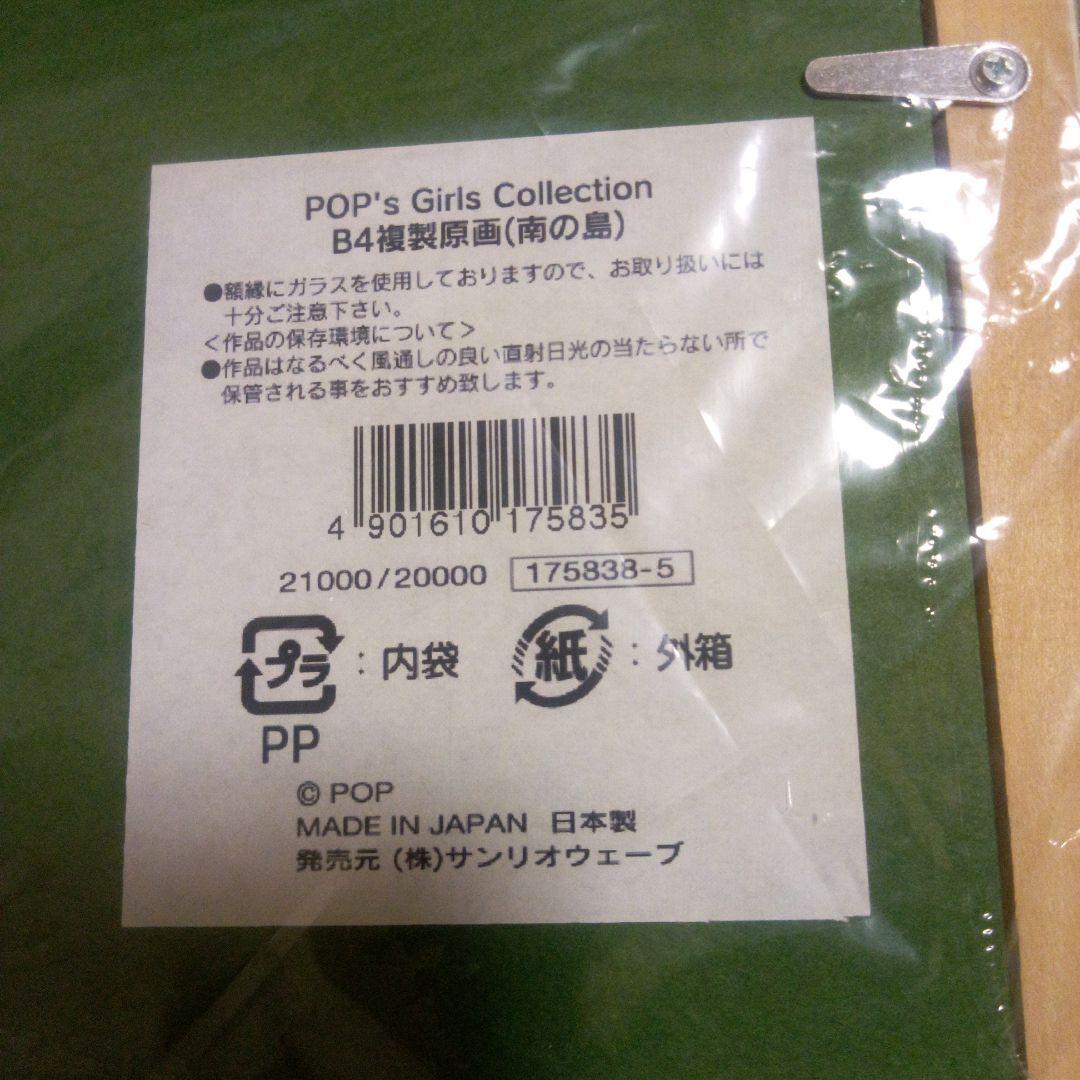 POP's Girls Collection
B4複製原画(南の島)
●額縁にガラスを使用しておりますので、お取り扱いには
十分ご注意下さい。
＜作品の保存環境について＞
●作品はなるべく風通しの良い直射日光の当たらない所で
保管される事をおすすめ致します。
4 901610 175835
21000/20000 175838-5
プラ : 内袋 紙 : 外箱
PP
© POP
MADE IN JAPAN 日本製
発売元 (株)サンリオウェーブ